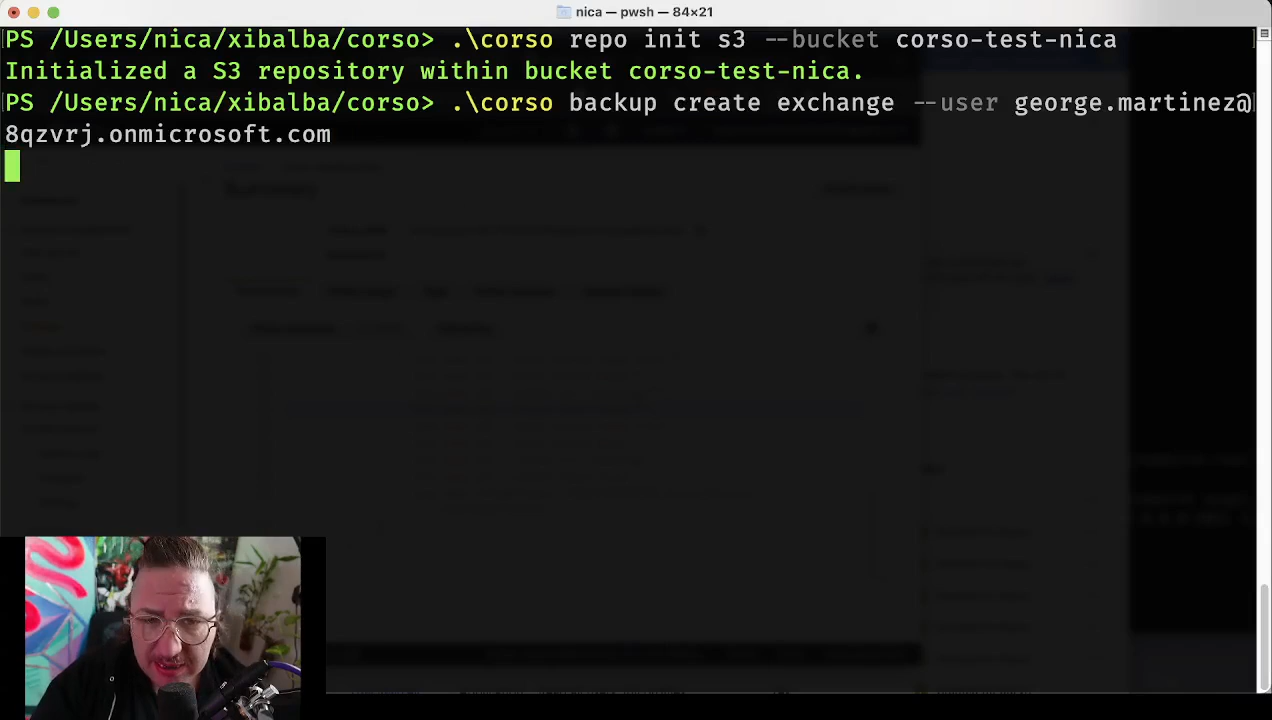 nica — pwsh — 84×21
PS /Users/nica/xibalba/corso> .\corso repo init s3 --bucket corso-test-nica
Initialized a S3 repository within bucket corso-test-nica.
PS /Users/nica/xibalba/corso> .\corso backup create exchange --user george.martinez@
8qzvrj.onmicrosoft.com